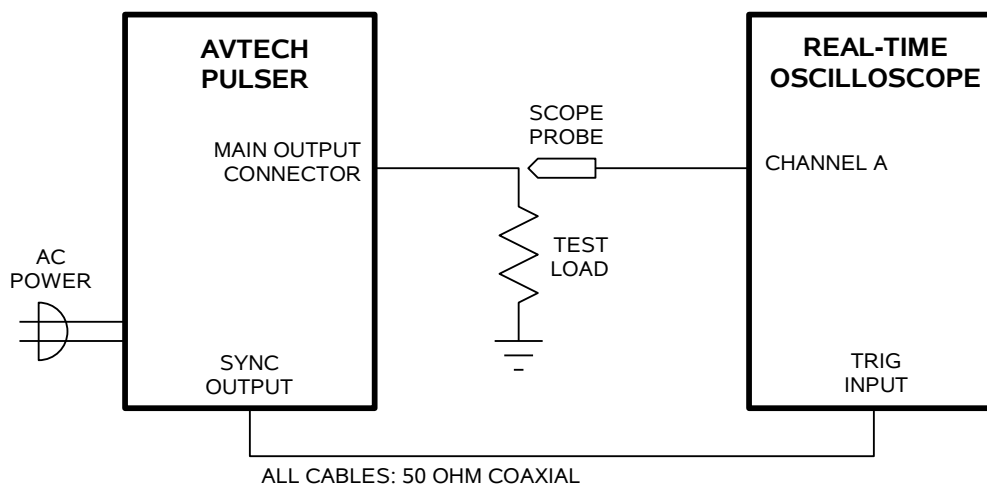 AVTECH
PULSER
REAL-TIME
OSCILLOSCOPE
SCOPE
PROBE
MAIN OUTPUT
CONNECTOR
CHANNEL A
TEST
LOAD
AC
POWER
SYNC
OUTPUT
TRIG
INPUT
ALL CABLES: 50 OHM COAXIAL